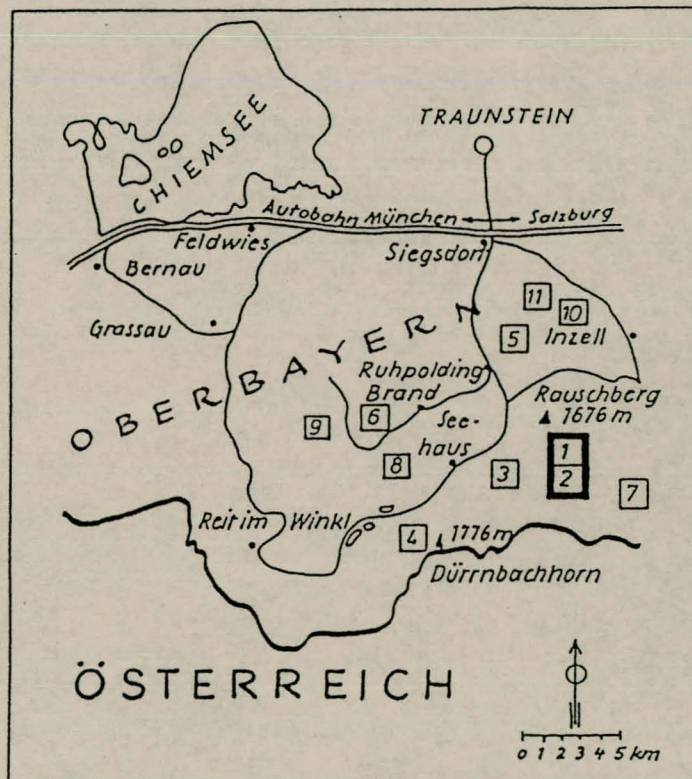 TRAUNSTEIN
CHIEMSEE
Autobahn München Salzburg
Feldwies
Siegsdorf
Bernau
11
10
Grassau
5
Inzell
OBERBAYERN
Ruhpolding
Brand
Rauschberg
1676 m
6
9
See-
haus
1
8
3
2
7
Reit im Winkl
4
1776 m
Dürrnbachhorn
ÖSTERREICH
0 1 2 3 4 5 km